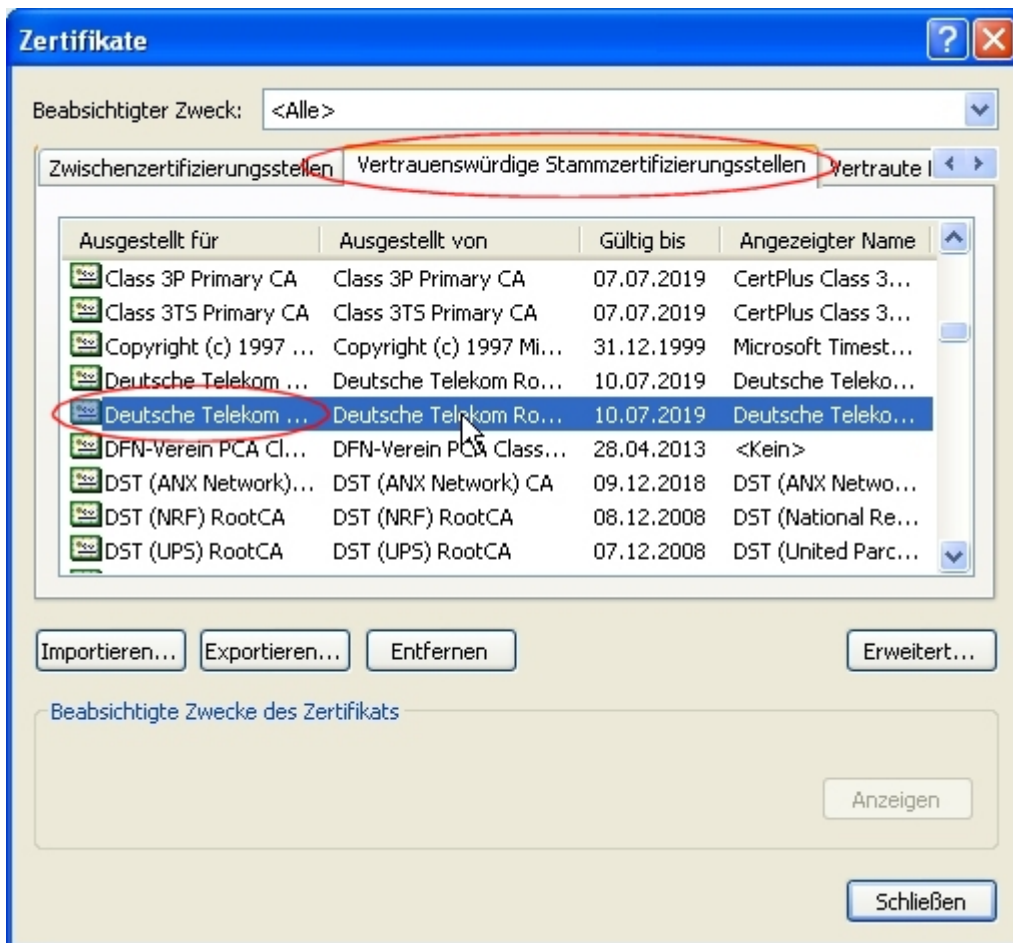 Zertifikate
Beabsichtigter Zweck: <Alle>
Zwischenzertifizierungsstellen Vertrauenswürdige Stammzertifizierungsstellen Vertraute
Ausgestellt für Ausgestellt von Gültig bis Angezeigter Name
Class 3P Primary CA Class 3P Primary CA 07.07.2019 CertPlus Class 3...
Class 3TS Primary CA Class 3TS Primary CA 07.07.2019 CertPlus Class 3...
Copyright (c) 1997 ... Copyright (c) 1997 Mi... 31.12.1999 Microsoft Timest...
Deutsche Telekom ... Deutsche Telekom Ro... 10.07.2019 Deutsche Teleko...
Deutsche Telekom ... Deutsche Telekom Ro... 10.07.2019 Deutsche Teleko...
DFN-Verein PCA Cl... DFN-Verein PCA Class... 28.04.2013 <Kein>
DST (ANX Network)... DST (ANX Network) CA 09.12.2018 DST (ANX Netwo...
DST (NRF) RootCA DST (NRF) RootCA 08.12.2008 DST (National Re...
DST (UPS) RootCA DST (UPS) RootCA 07.12.2008 DST (United Parc...
Importieren... Exportieren... Entfernen Erweitert...
Beabsichtigte Zwecke des Zertifikats
Anzeigen
Schließen